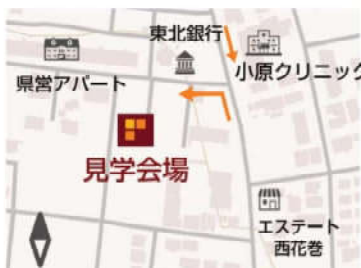 東北銀行
小原クリニック
県営アパート
見学会場
エステート
西花巻